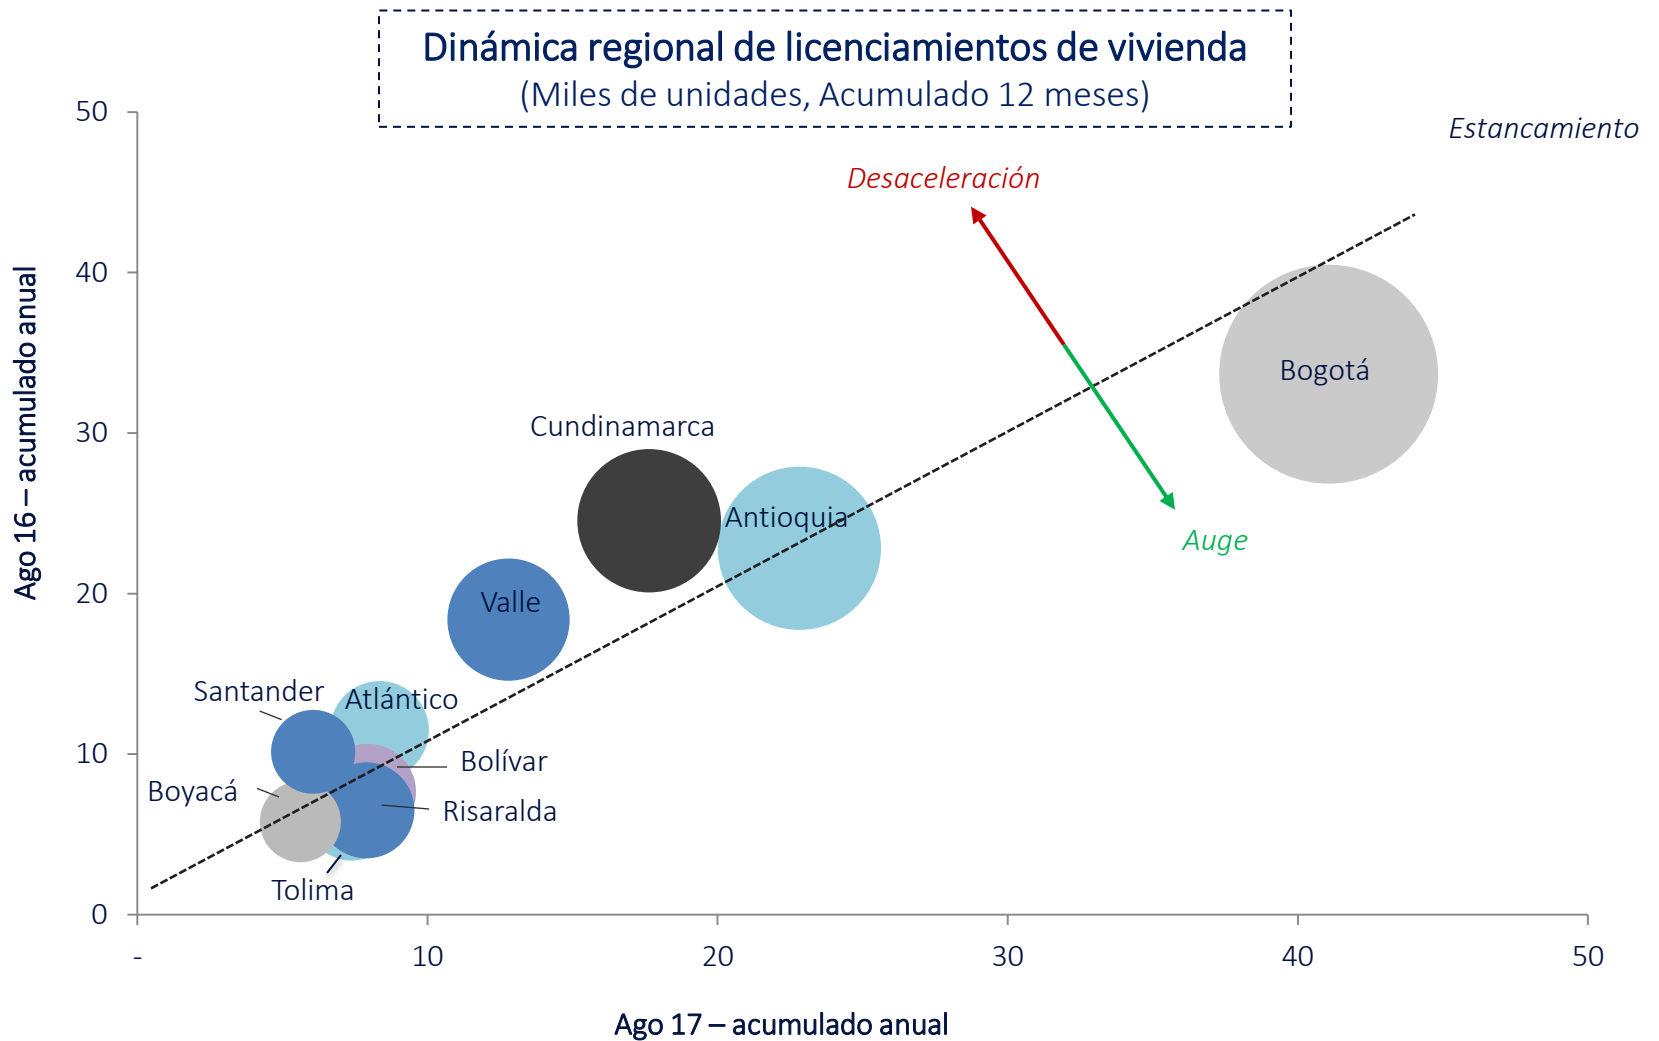 Dinámica regional de licenciamientos de vivienda
(Miles de unidades, Acumulado 12 meses)
50
Estancamiento
Desaceleración
40
Bogotá
Cundinamarca
30
Antioquia
Auge
Ago 16 – acumulado anual
20
Valle
Santander
Atlántico
10
Bolívar
Boyacá
Risaralda
Tolima
0
-
10
20
30
40
50
Ago 17 – acumulado anual